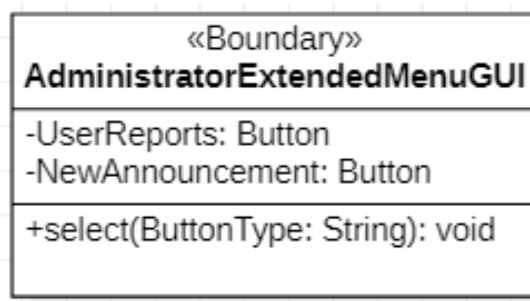 «Boundary»
AdministratorExtendedMenuGUI
-UserReports: Button
-NewAnnouncement: Button
+select(ButtonType: String): void